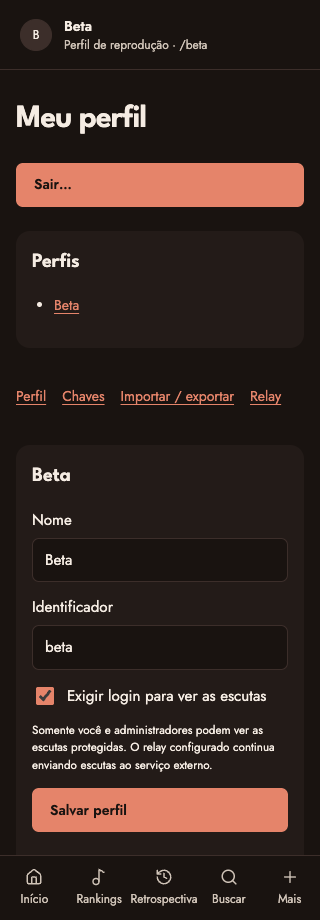 B
Beta
Perfil de reprodução · /beta
Meu perfil
Sair...
Perfis
Beta
Perfil Chaves Importar / exportar Relay
Beta
Nome
Beta
Identificador
beta
Exigir login para ver as escutas
Somente você e administradores podem ver as
escutas protegidas. O relay configurado continua
enviando escutas ao serviço externo.
Salvar perfil
Início Rankings Retrospectiva Buscar Mais